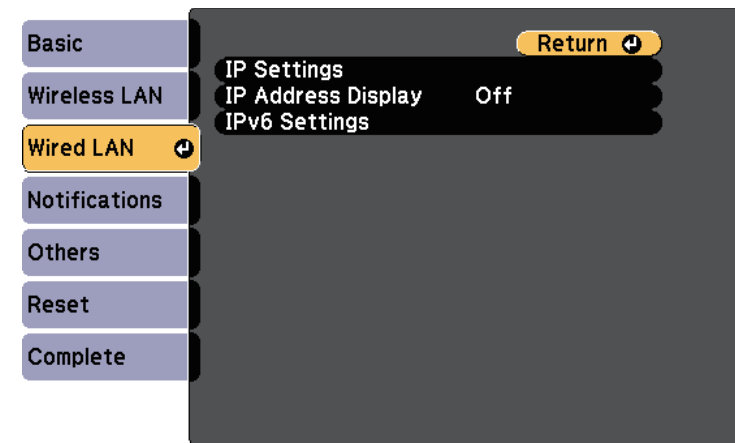 Basic
Wireless LAN
Wired LAN
Notifications
Others
Reset
Complete
Return
IP Settings
IP Address Display Off
IPv6 Settings